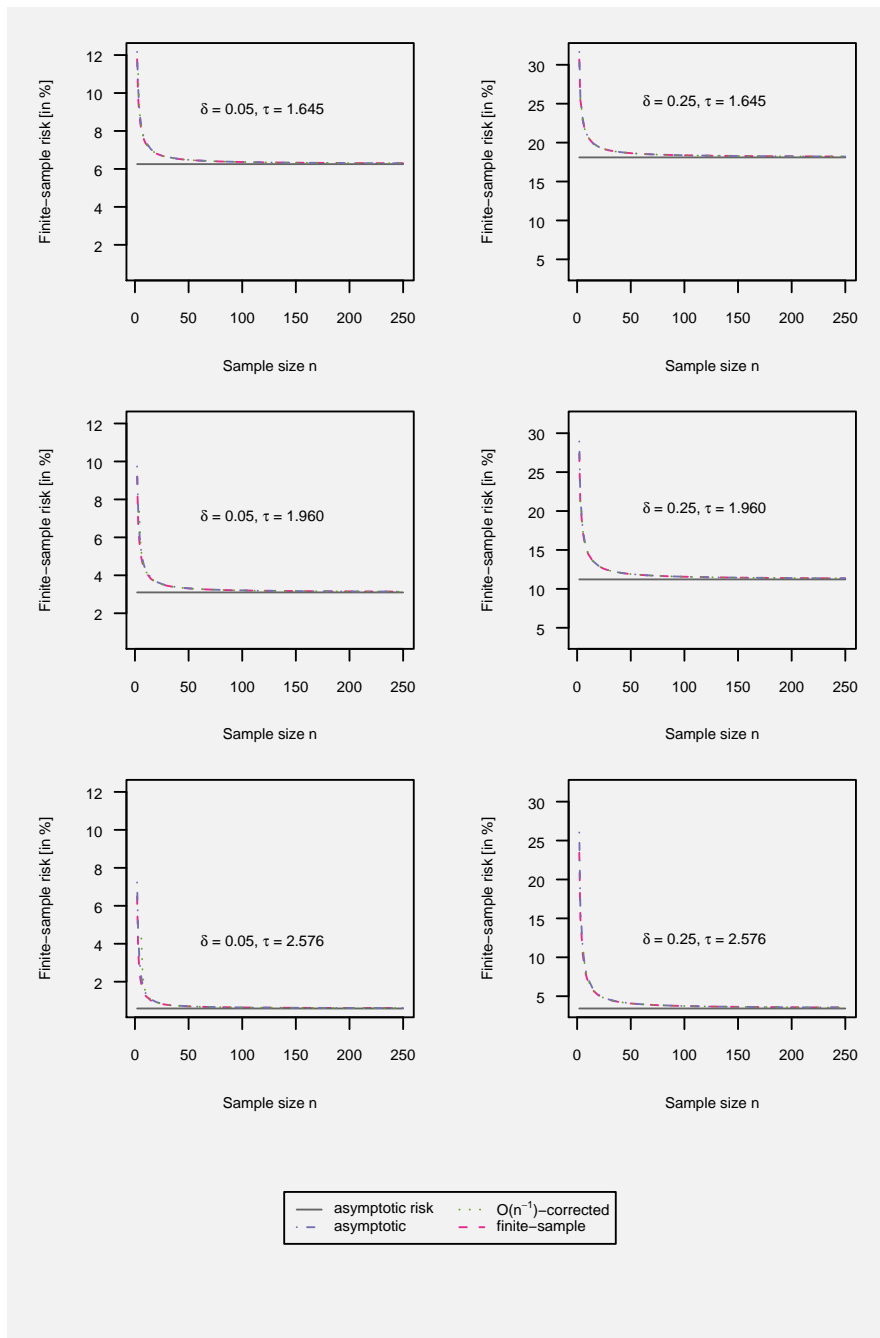 Finite−sample risk [in %]
12
10
8
6
4
2
δ = 0.05, τ = 1.645
0 50 100 150 200 250
Sample size n
Finite−sample risk [in %]
30
25
20
15
10
5
δ = 0.25, τ = 1.645
0 50 100 150 200 250
Sample size n
Finite−sample risk [in %]
12
10
8
6
4
2
δ = 0.05, τ = 1.960
0 50 100 150 200 250
Sample size n
Finite−sample risk [in %]
30
25
20
15
10
5
δ = 0.25, τ = 1.960
0 50 100 150 200 250
Sample size n
Finite−sample risk [in %]
12
10
8
6
4
2
δ = 0.05, τ = 2.576
0 50 100 150 200 250
Sample size n
Finite−sample risk [in %]
30
25
20
15
10
5
δ = 0.25, τ = 2.576
0 50 100 150 200 250
Sample size n
asymptotic risk
asymptotic
O(n⁻¹)−corrected
finite−sample